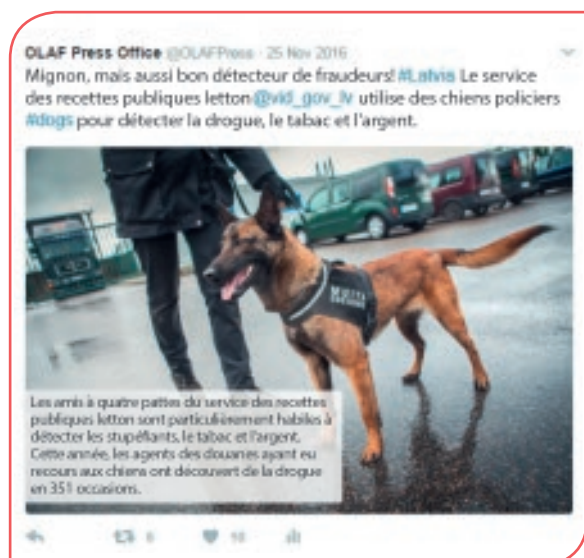 OLAF Press Office @OLAFPress · 25 Nov 2016
Mignon, mais aussi bon détecteur de fraudeurs! #Latvia Le service
des recettes publiques letton @vid_gov_lv utilise des chiens policiers
#dogs pour détecter la drogue, le tabac et l'argent.
MUITA
Les amis à quatre pattes du service des recettes
publiques letton sont particulièrement habiles à
détecter les stupéfiants, le tabac et l'argent.
Cette année, les agents des douanes ayant eu
recours aux chiens ont découvert de la drogue
en 351 occasions.